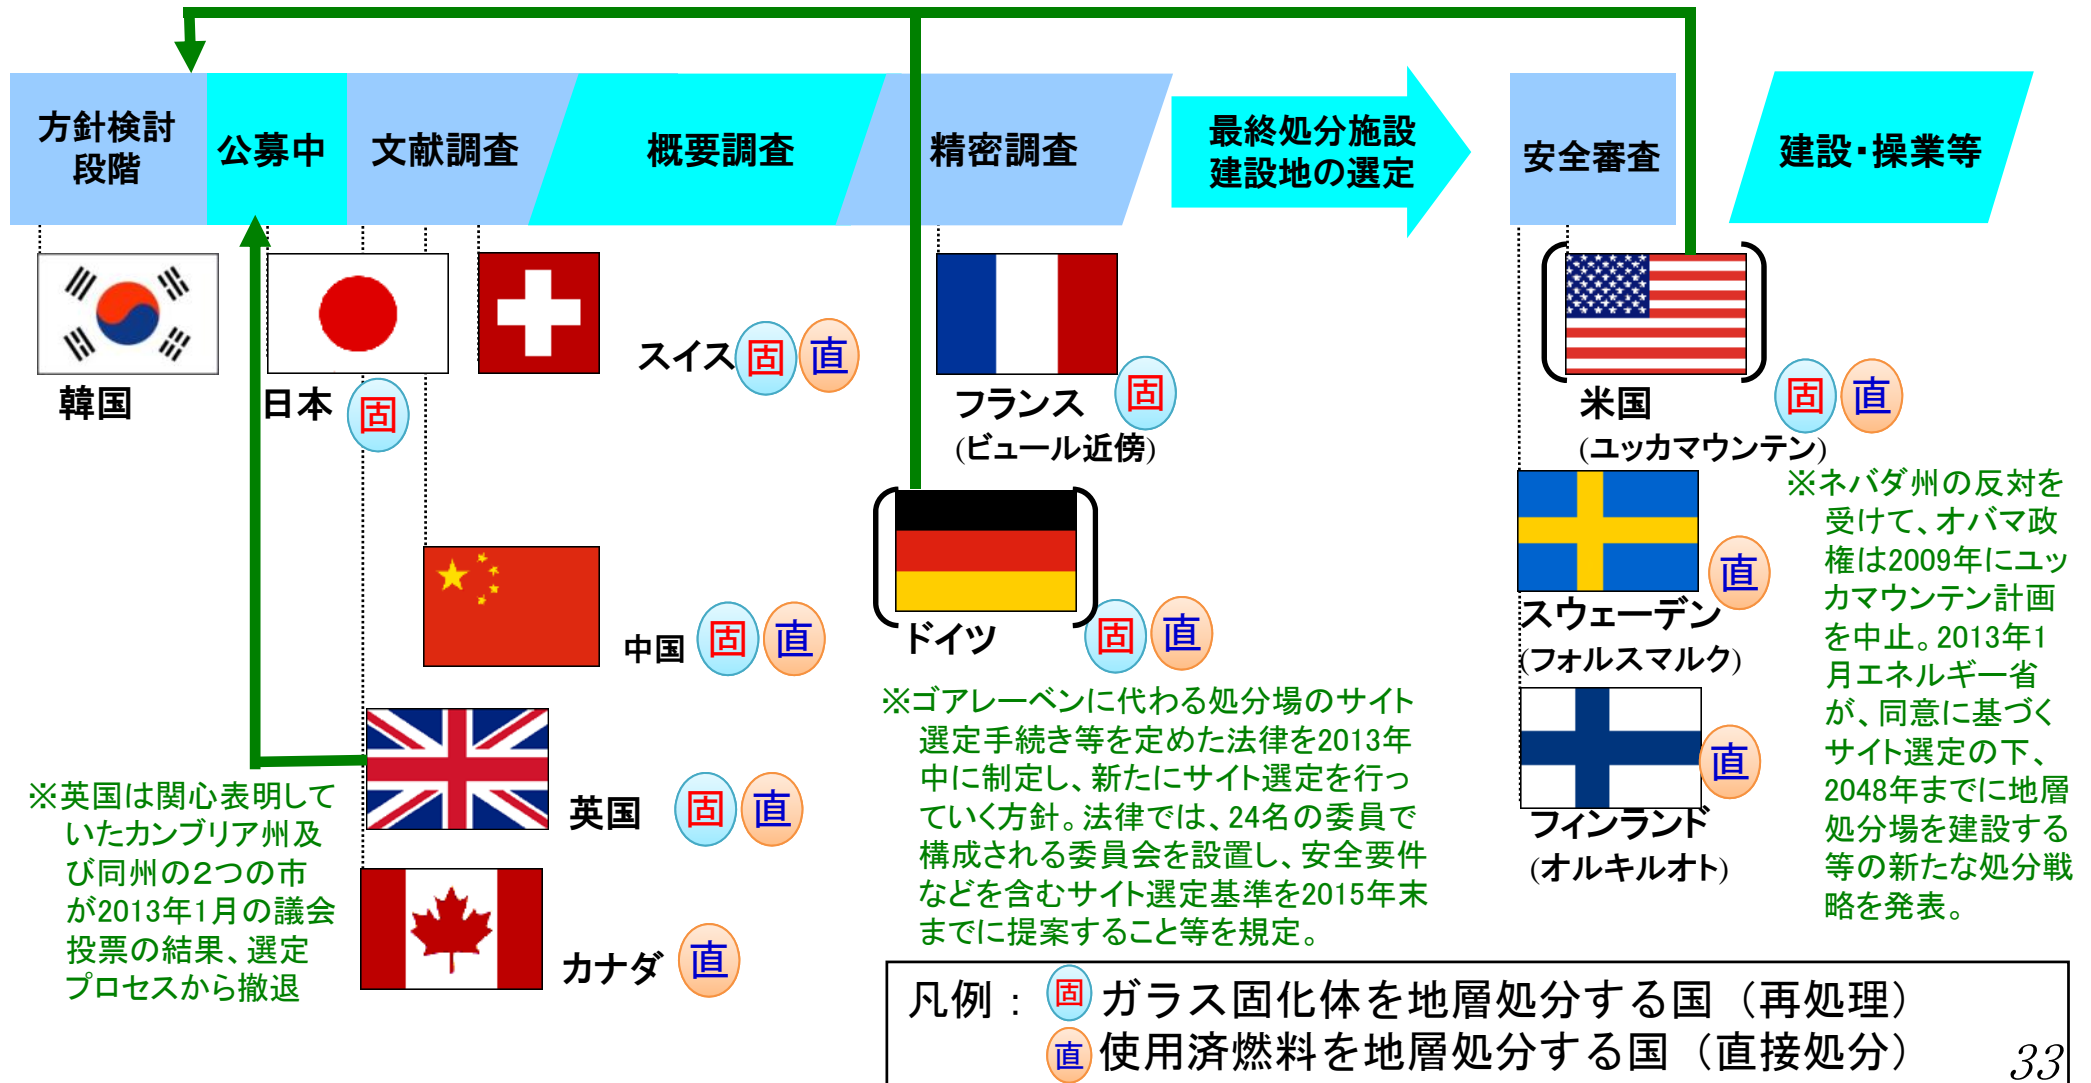 方針検討
段階
公募中
文献調査
概要調査
精密調査
最終処分施設
建設地の選定
安全審査
建設・操業等
韓国
日本
固
スイス
固
直
フランス
固
(ビュール近傍)
米国
固
直
(ユッカマウンテン)
※ネバダ州の反対を
受けて、オバマ政
権は2009年にユッ
カマウンテン計画
を中止。2013年1
月エネルギー省
が、同意に基づく
サイト選定の下、
2048年までに地層
処分場を建設する
等の新たな処分戦
略を発表。
中国
固
直
ドイツ
固
直
※ゴアレーベンに代わる処分場のサイト
選定手続き等を定めた法律を2013年
中に制定し、新たにサイト選定を行っ
ていく方針。法律では、24名の委員で
構成される委員会を設置し、安全要件
などを含むサイト選定基準を2015年末
までに提案すること等を規定。
直
スウェーデン
(フォルスマルク)
直
フィンランド
(オルキルオト)
英国
固
直
※英国は関心表明して
いたカンブリア州及
び同州の2つの市
が2013年1月の議会
投票の結果、選定
プロセスから撤退
カナダ
直
凡例： 固 ガラス固化体を地層処分する国（再処理）
直 使用済燃料を地層処分する国（直接処分）
33